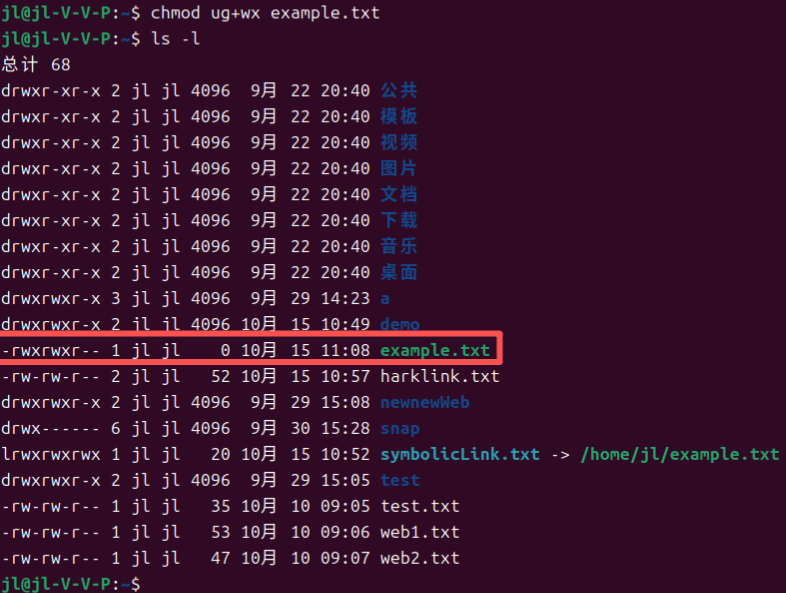 jl@jl-V-V-P:~$ chmod ug+wx example.txt
jl@jl-V-V-P:~$ ls -l
总计 68
drwxr-xr-x 2 jl jl 4096  9月  22 20:40 公共
drwxr-xr-x 2 jl jl 4096  9月  22 20:40 模板
drwxr-xr-x 2 jl jl 4096  9月  22 20:40 视频
drwxr-xr-x 2 jl jl 4096  9月  22 20:40 图片
drwxr-xr-x 2 jl jl 4096  9月  22 20:40 文档
drwxr-xr-x 2 jl jl 4096  9月  22 20:40 下载
drwxr-xr-x 2 jl jl 4096  9月  22 20:40 音乐
drwxr-xr-x 2 jl jl 4096  9月  22 20:40 桌面
drwxrwxr-x 3 jl jl 4096  9月  29 14:23 a
drwxrwxr-x 2 jl jl 4096 10月  15 10:49 demo
-rwxrwxr-- 1 jl jl    0 10月  15 11:08 example.txt
-rw-rw-r-- 2 jl jl   52 10月  15 10:57 harklink.txt
drwxrwxr-x 2 jl jl 4096  9月  29 15:08 newnewWeb
drwx------ 6 jl jl 4096  9月  30 15:28 snap
lrwxrwxrwx 1 jl jl   20 10月  15 10:52 symbolicLink.txt -> /home/jl/example.txt
drwxrwxr-x 2 jl jl 4096  9月  29 15:05 test
-rw-rw-r-- 1 jl jl   35 10月  10 09:05 test.txt
-rw-rw-r-- 1 jl jl   53 10月  10 09:06 web1.txt
-rw-rw-r-- 1 jl jl   47 10月  10 09:07 web2.txt
jl@jl-V-V-P:~$